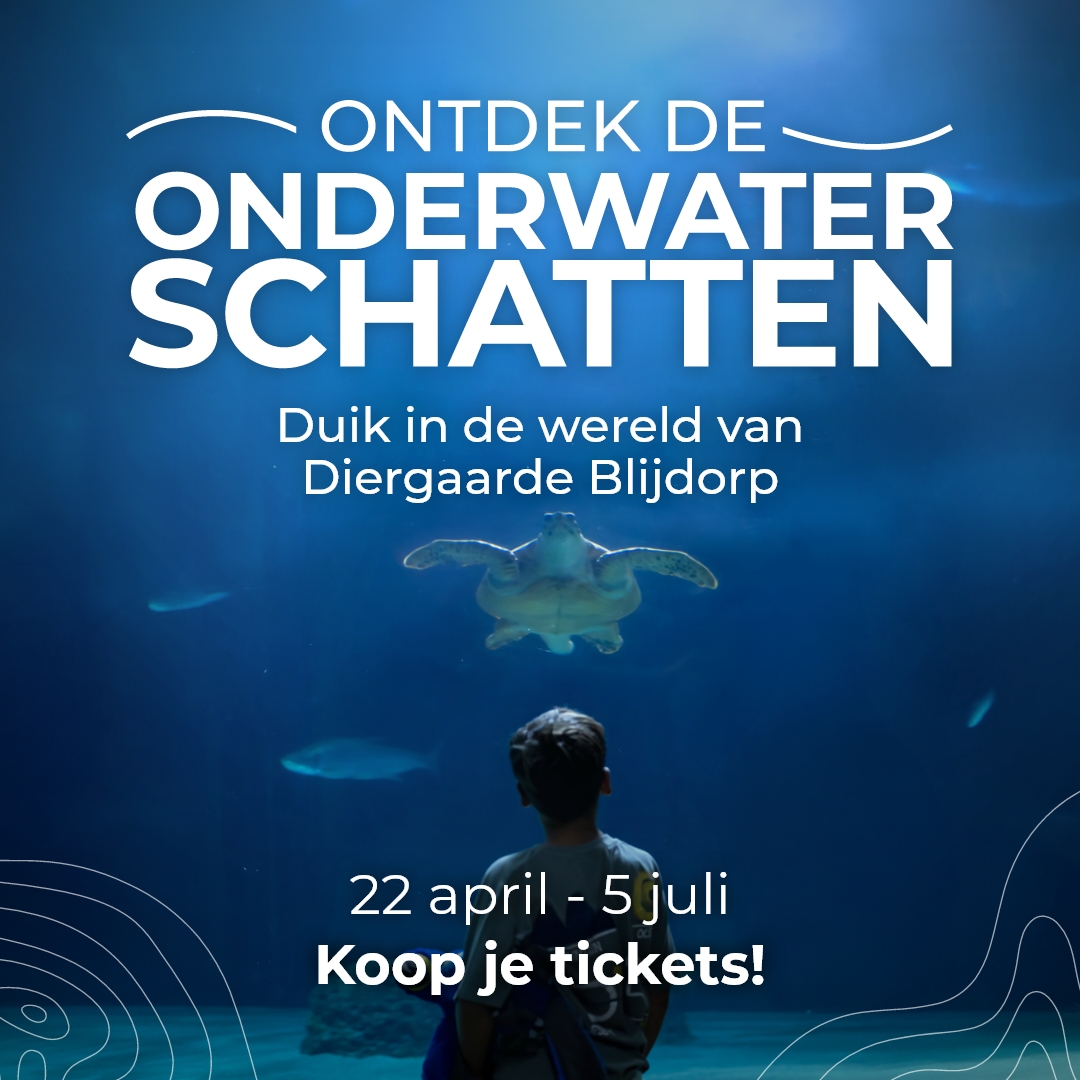 ONTDEK DE
ONDERWATER
SCHATTEN
Duik in de wereld van
Diergaarde Blijdorp
22 april - 5 juli
Koop je tickets!